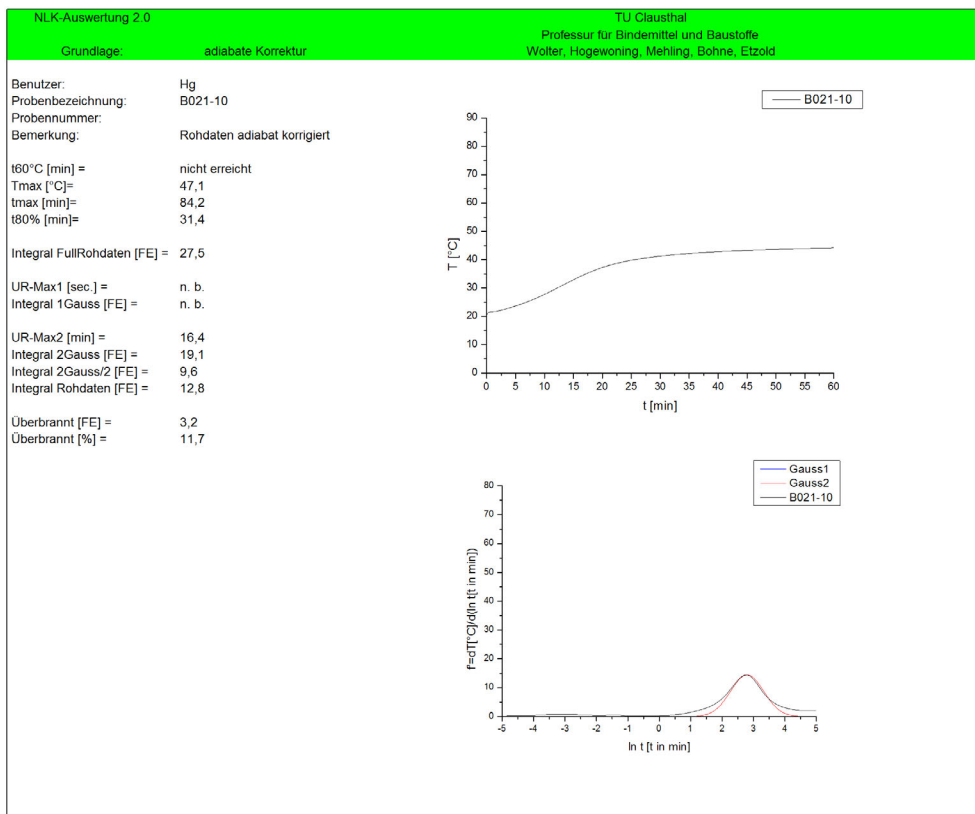 NLK-Auswertung 2.0
TU Clausthal
Professur für Bindemittel und Baustoffe
Grundlage: adiabate Korrektur
Wolter, Hogewoning, Mehling, Bohne, Etzold
Benutzer: Hg
Probenbezeichnung: B021-10
Probennummer:
Bemerkung: Rohdaten adiabat korrigiert
t60°C [min] = nicht erreicht
Tmax [°C]= 47,1
tmax [min]= 84,2
t80% [min]= 31,4
Integral FullRohdaten [FE] = 27,5
UR-Max1 [sec.] = n. b.
Integral 1Gauss [FE] = n. b.
UR-Max2 [min] = 16,4
Integral 2Gauss [FE] = 19,1
Integral 2Gauss/2 [FE] = 9,6
Integral Rohdaten [FE] = 12,8
Überbrannt [FE] = 3,2
Überbrannt [%] = 11,7
B021-10
90
80
70
60
50
40
30
20
10
0
T [°C]
0 5 10 15 20 25 30 35 40 45 50 55 60
t [min]
Gauss1
Gauss2
B021-10
80
70
60
50
40
30
20
10
0
f'=dT[°C]/d(ln t[t in min])
-5 -4 -3 -2 -1 0 1 2 3 4 5
ln t [t in min]